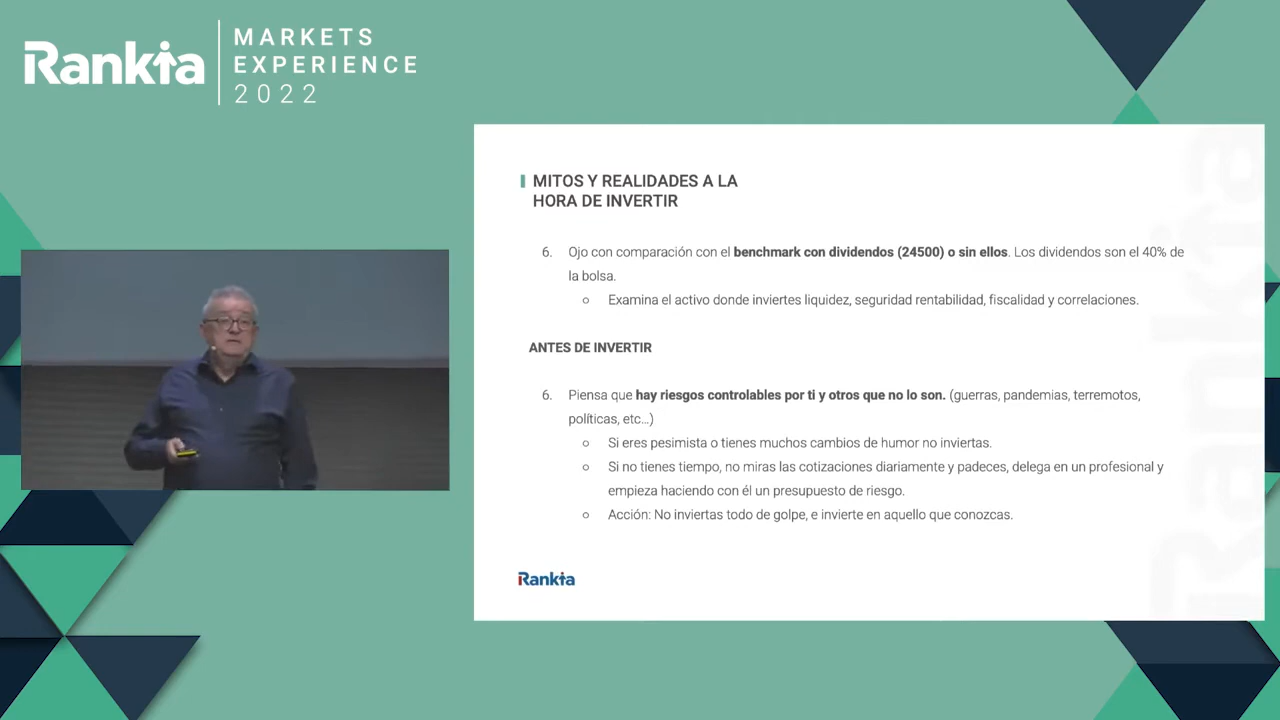 Rankia
MARKETS
EXPERIENCE
2022
MITOS Y REALIDADES A LA
HORA DE INVERTIR
6. Ojo con comparación con el benchmark con dividendos (24500) o sin ellos. Los dividendos son el 40% de
la bolsa.
○ Examina el activo donde inviertes liquidez, seguridad rentabilidad, fiscalidad y correlaciones.
ANTES DE INVERTIR
6. Piensa que hay riesgos controlables por ti y otros que no lo son. (guerras, pandemias, terremotos,
políticas, etc…)
○ Si eres pesimista o tienes muchos cambios de humor no inviertas.
○ Si no tienes tiempo, no miras las cotizaciones diariamente y padeces, delega en un profesional y
empieza haciendo con él un presupuesto de riesgo.
○ Acción: No inviertas todo de golpe, e invierte en aquello que conozcas.
Rankia
Rankia